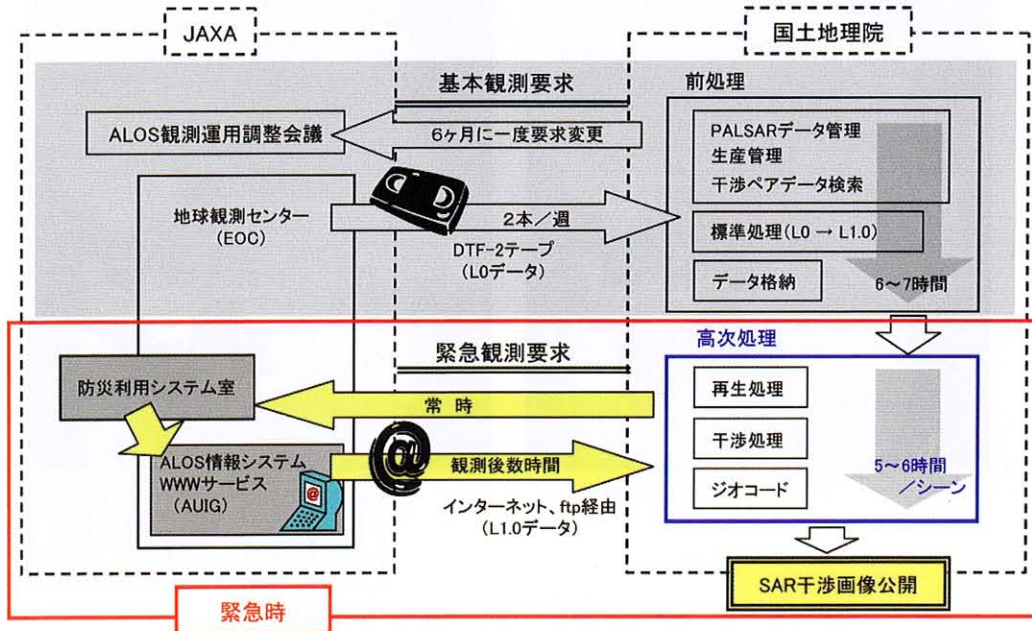 JAXA
国土地理院
基本観測要求
前処理
ALOS観測運用調整会議
6ヶ月に一度要求変更
PALSARデータ管理
生産管理
干渉ペアデータ検索
地球観測センター
(EOC)
2本/週
DTF-2テープ
(L0データ)
標準処理(L0 → L1.0)
データ格納
6~7時間
緊急観測要求
高次処理
防災利用システム室
常 時
再生処理
干渉処理
ジオコード
5~6時間
/シーン
ALOS情報システム
WWWサービス
(AUIG)
@
@
観測後数時間
インターネット、ftp経由
(L1.0データ)
SAR干渉画像公開
緊急時